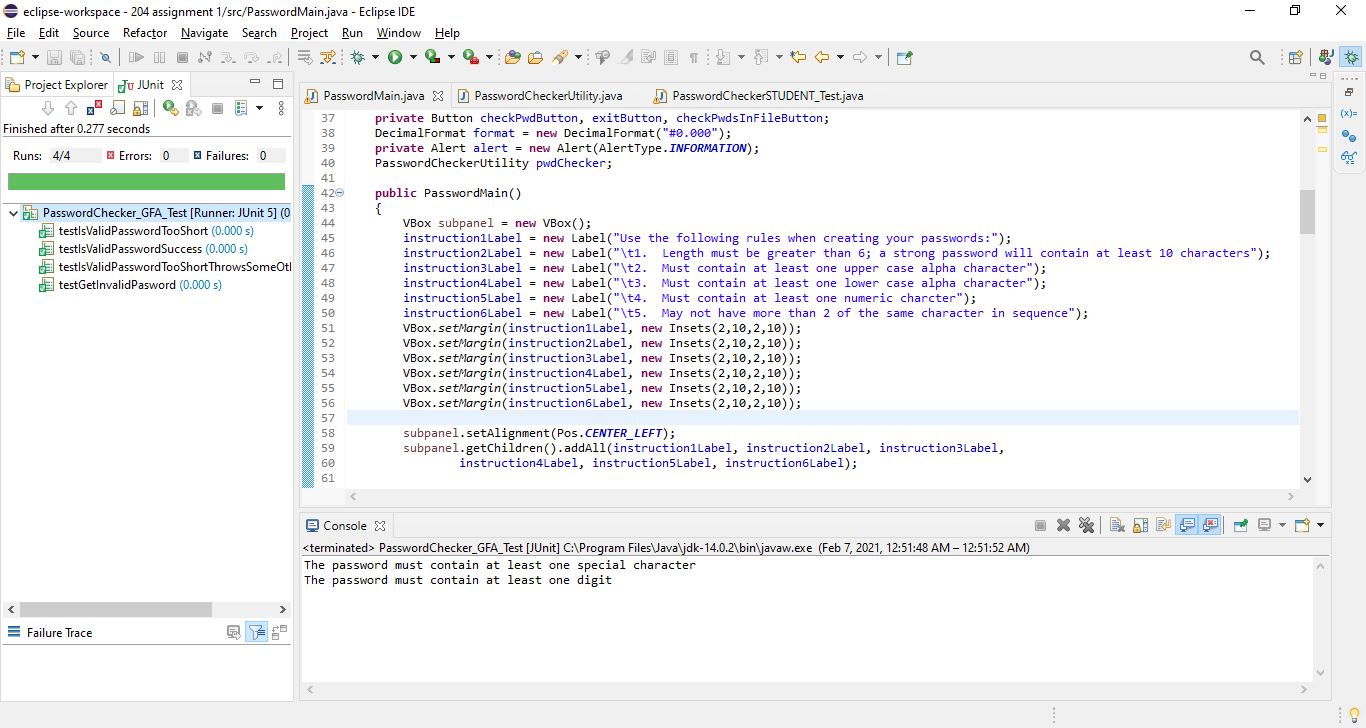 eclipse-workspace - 204 assignment 1/src/PasswordMain.java - Eclipse IDE
File Edit Source Refactor Navigate Search Project Run Window Help
Project Explorer JUnit
Finished after 0.277 seconds
Runs: 4/4 Errors: 0 Failures: 0
PasswordChecker_GFA_Test [Runner: JUnit 5] (0
testIsValidPasswordTooShort (0.000 s)
testIsValidPasswordSuccess (0.000 s)
testIsValidPasswordTooShortThrowsSomeOtl
testGetInvalidPasword (0.000 s)
Failure Trace
PasswordMain.java PasswordCheckerUtility.java PasswordCheckerSTUDENT_Test.java
37 private Button checkPwdButton, exitButton, checkPwdsInFileButton;
38 DecimalFormat format = new DecimalFormat("#0.000");
39 private Alert alert = new Alert(AlertType.INFORMATION);
40 PasswordCheckerUtility pwdChecker;
41
42 public PasswordMain()
43 {
44 VBox subpanel = new VBox();
45 instruction1Label = new Label("Use the following rules when creating your passwords:");
46 instruction2Label = new Label("\t1.  Length must be greater than 6; a strong password will contain at least 10 characters");
47 instruction3Label = new Label("\t2.  Must contain at least one upper case alpha character");
48 instruction4Label = new Label("\t3.  Must contain at least one lower case alpha character");
49 instruction5Label = new Label("\t4.  Must contain at least one numeric charcter");
50 instruction6Label = new Label("\t5.  May not have more than 2 of the same character in sequence");
51 VBox.setMargin(instruction1Label, new Insets(2,10,2,10));
52 VBox.setMargin(instruction2Label, new Insets(2,10,2,10));
53 VBox.setMargin(instruction3Label, new Insets(2,10,2,10));
54 VBox.setMargin(instruction4Label, new Insets(2,10,2,10));
55 VBox.setMargin(instruction5Label, new Insets(2,10,2,10));
56 VBox.setMargin(instruction6Label, new Insets(2,10,2,10));
57
58 subpanel.setAlignment(Pos.CENTER_LEFT);
59 subpanel.getChildren().addAll(instruction1Label, instruction2Label, instruction3Label,
60 instruction4Label, instruction5Label, instruction6Label);
61
Console
<terminated> PasswordChecker_GFA_Test [JUnit] C:\Program Files\Java\jdk-14.0.2\bin\javaw.exe (Feb 7, 2021, 12:51:48 AM – 12:51:52 AM)
The password must contain at least one special character
The password must contain at least one digit